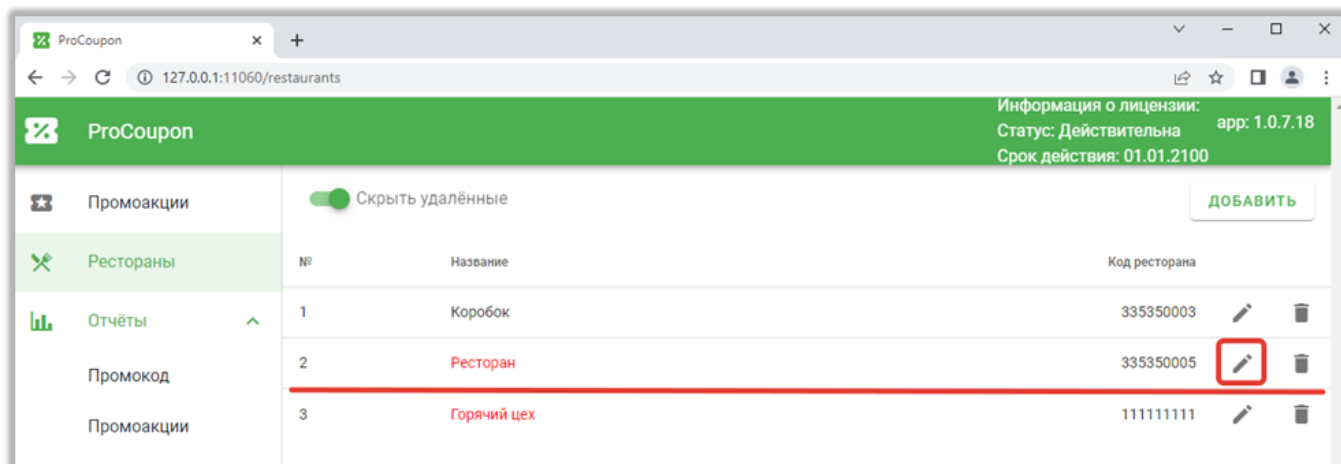 ProCoupon
127.0.0.1:11060/restaurants
ProCoupon
Информация о лицензии:
Статус: Действительна
Срок действия: 01.01.2100
app: 1.0.7.18
Промоакции
Скрыть удалённые
ДОБАВИТЬ
Рестораны
№ Название Код ресторана
Отчёты
1 Коробок 335350003
2 Ресторан 335350005
Промокод
3 Горячий цех 111111111
Промоакции